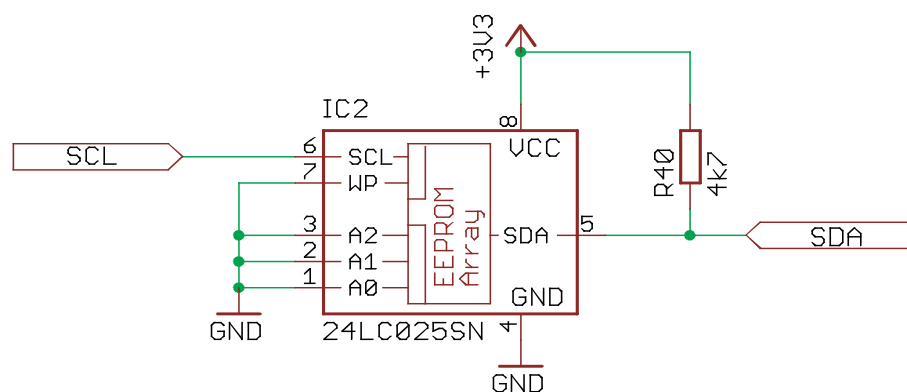 +3V3
IC2
8
VCC
6 SCL
SCL
7 WP
R40
4k7
EEPROM
Array
3 A2
2 A1
1 A0
SDA 5
SDA
GND
GND
24LC025SN
4
GND